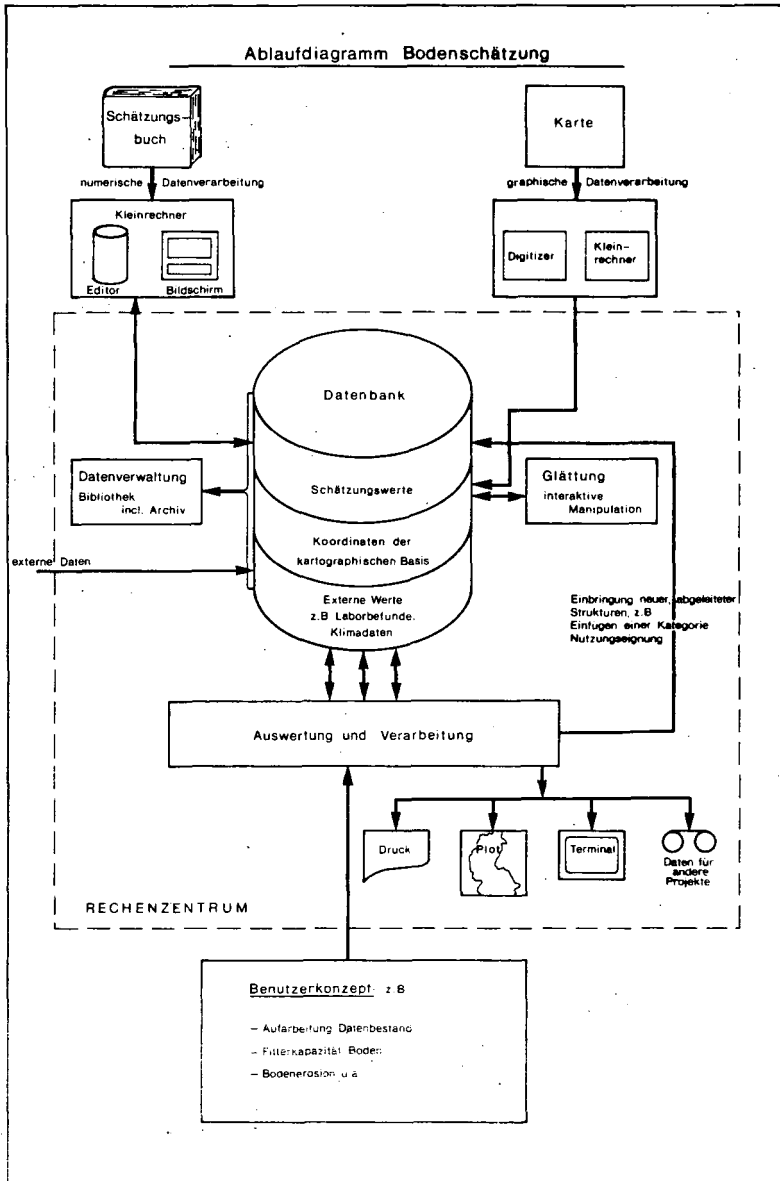 Ablaufdiagramm Bodenschätzung
Schätzungs-
buch
Karte
numerische Datenverarbeitung
graphische Datenverarbeitung
Kleinrechner
Editor
Bildschirm
Digitizer
Klein-
rechner
Datenbank
Datenverwaltung
Bibliothek
incl. Archiv
Schätzungswerte
Glättung
interaktive
Manipulation
Koordinaten der
kartographischen Basis
externe Daten
Externe Werte
z.B Laborbefunde.
Klimadaten
Einbringung neuer, abgeleiteter
Strukturen, z.B
Einfugen einer Kategorie
Nutzungseignung
Auswertung und Verarbeitung
Druck
Plot
Terminal
Daten für
andere
Projekte
RECHENZENTRUM
Benutzerkonzept z.B
– Aufarbeitung Datenbestand
– Filterkapazität Boden
– Bodenerosion u a